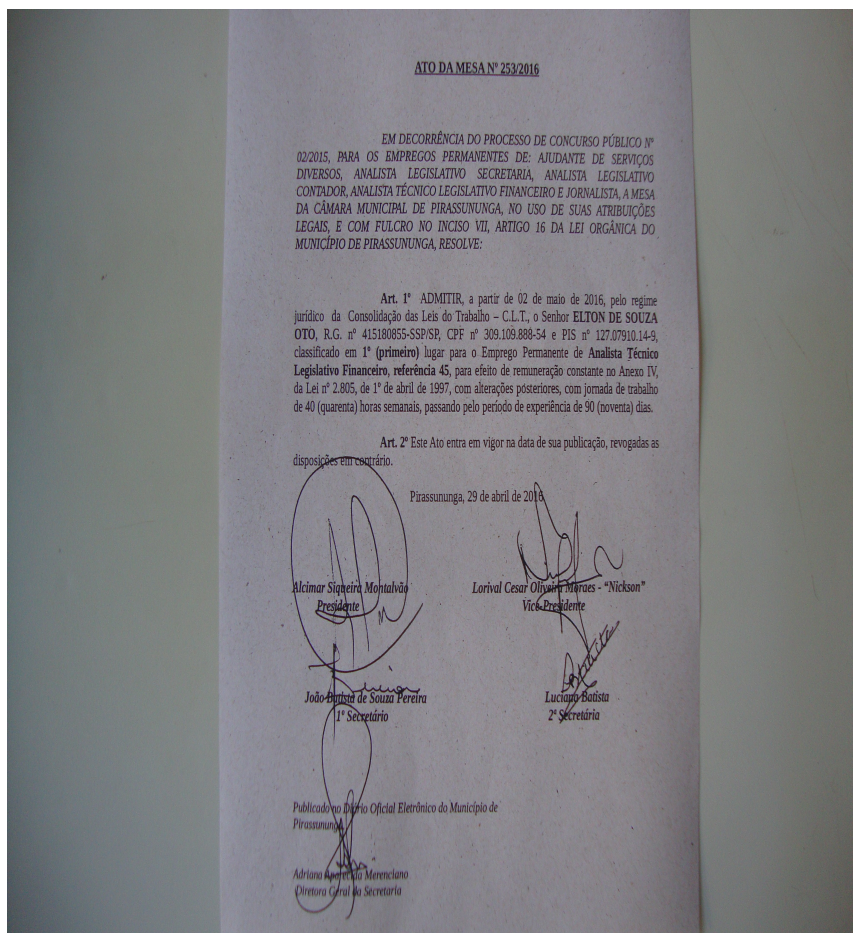 ATO DA MESA Nº 253/2016
EM DECORRÊNCIA DO PROCESSO DE CONCURSO PÚBLICO Nº
02/2015, PARA OS EMPREGOS PERMANENTES DE: AJUDANTE DE SERVIÇOS
DIVERSOS, ANALISTA LEGISLATIVO SECRETARIA, ANALISTA LEGISLATIVO
CONTADOR, ANALISTA TÉCNICO LEGISLATIVO FINANCEIRO E JORNALISTA, A MESA
DA CÂMARA MUNICIPAL DE PIRASSUNUNGA, NO USO DE SUAS ATRIBUIÇÕES
LEGAIS, E COM FULCRO NO INCISO VII, ARTIGO 16 DA LEI ORGÂNICA DO
MUNICÍPIO DE PIRASSUNUNGA, RESOLVE:
Art. 1º ADMITIR, a partir de 02 de maio de 2016, pelo regime
jurídico da Consolidação das Leis do Trabalho – C.L.T., o Senhor ELTON DE SOUZA
OTO, R.G. nº 415180855-SSP/SP, CPF nº 309.109.888-54 e PIS nº 127.07910.14-9,
classificado em 1º (primeiro) lugar para o Emprego Permanente de Analista Técnico
Legislativo Financeiro, referência 45, para efeito de remuneração constante no Anexo IV,
da Lei nº 2.805, de 1º de abril de 1997, com alterações posteriores, com jornada de trabalho
de 40 (quarenta) horas semanais, passando pelo período de experiência de 90 (noventa) dias.
Art. 2º Este Ato entra em vigor na data de sua publicação, revogadas as
disposições em contrário.
Pirassununga, 29 de abril de 2016
Alcimar Siqueira Montalvão
Presidente
Lorival Cesar Oliveira Moraes - “Nickson”
Vice-Presidente
João Batista de Souza Pereira
1º Secretário
Luciana Batista
2ª Secretária
Publicado no Diário Oficial Eletrônico do Município de
Pirassununga
Adriana Aparecida Merenciano
Diretora Geral da Secretaria